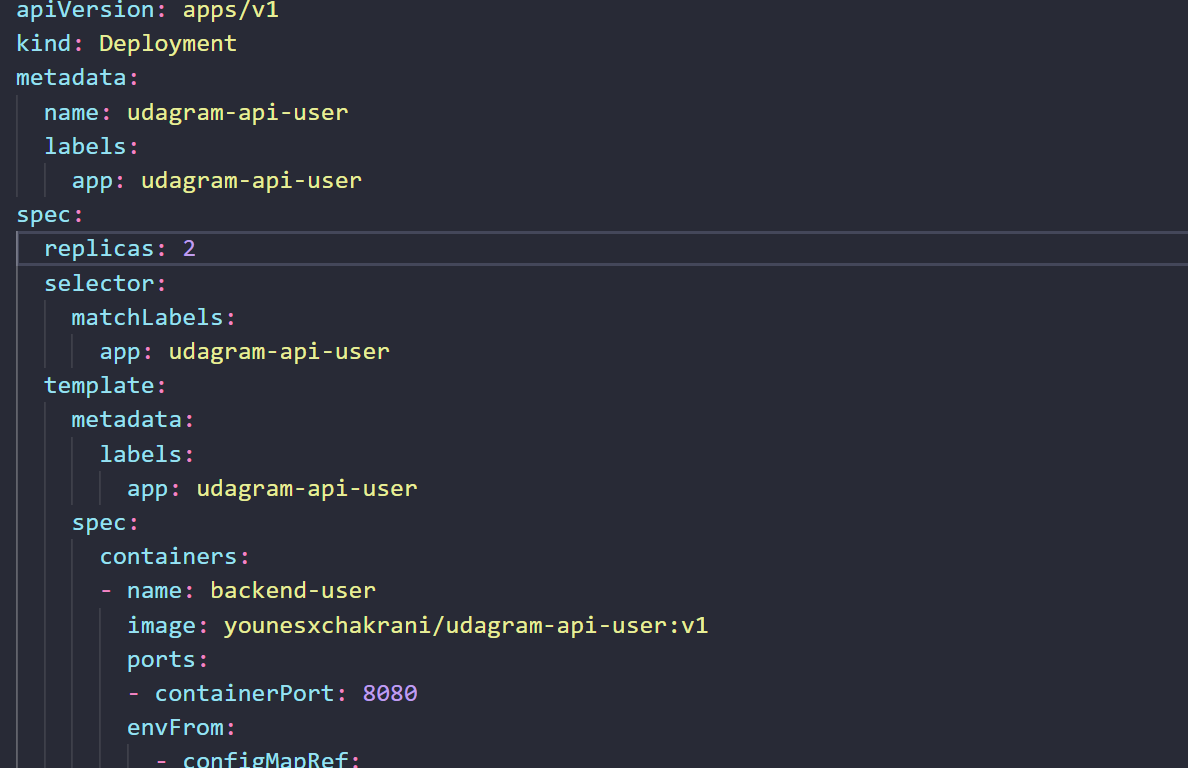 apiVersion: apps/v1
kind: Deployment
metadata:
  name: udagram-api-user
  labels:
    app: udagram-api-user
spec:
  replicas: 2
  selector:
    matchLabels:
      app: udagram-api-user
  template:
    metadata:
      labels:
        app: udagram-api-user
    spec:
      containers:
      - name: backend-user
        image: younesxchakrani/udagram-api-user:v1
        ports:
        - containerPort: 8080
        envFrom:
          - configMapRef: